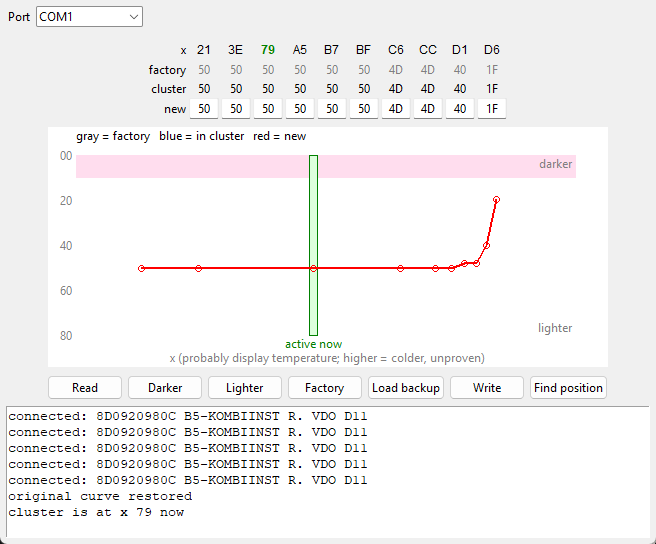 Port COM1
x 21 3E 79 A5 B7 BF C6 CC D1 D6
factory 50 50 50 50 50 50 4D 4D 40 1F
cluster 50 50 50 50 50 50 4D 4D 40 1F
new 50 50 50 50 50 50 4D 4D 40 1F
gray = factory blue = in cluster red = new
00 darker
20
40
60
80 lighter
active now
x (probably display temperature; higher = colder, unproven)
Read Darker Lighter Factory Load backup Write Find position
connected: 8D0920980C B5-KOMBIINST R. VDO D11
connected: 8D0920980C B5-KOMBIINST R. VDO D11
connected: 8D0920980C B5-KOMBIINST R. VDO D11
connected: 8D0920980C B5-KOMBIINST R. VDO D11
connected: 8D0920980C B5-KOMBIINST R. VDO D11
original curve restored
cluster is at x 79 now